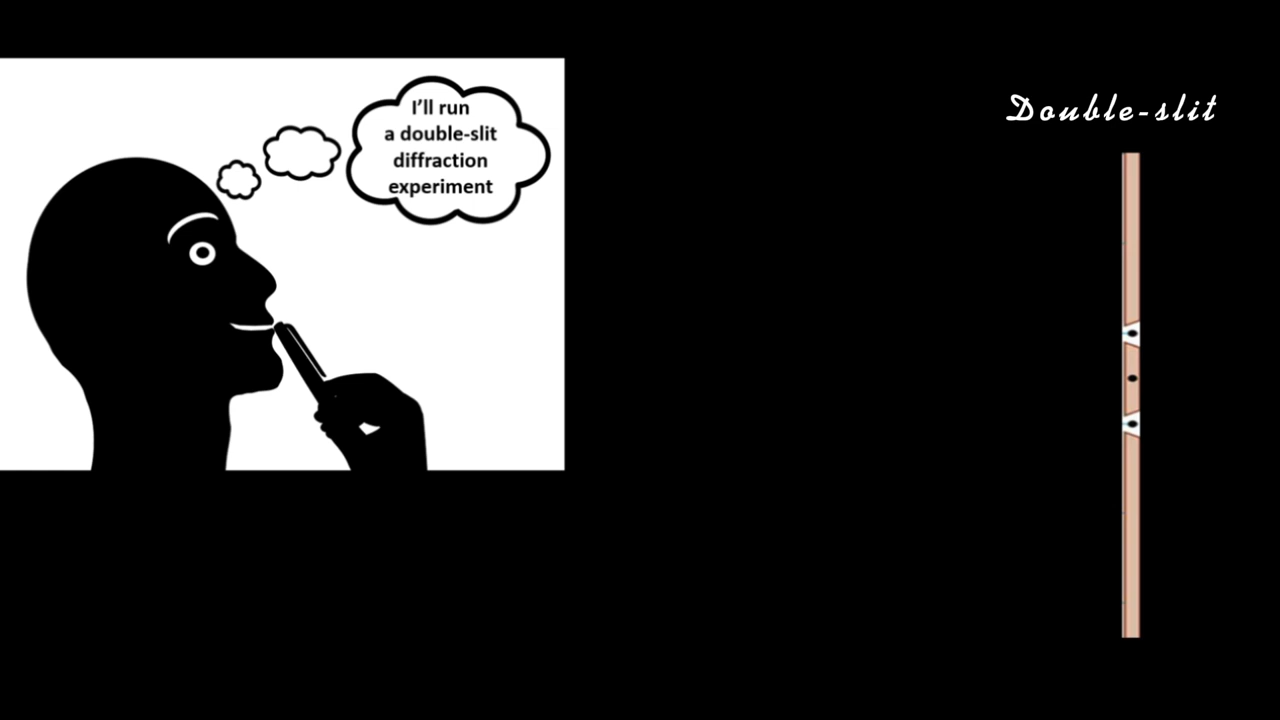 I’ll run
a double-slit
diffraction
experiment
Double-slit